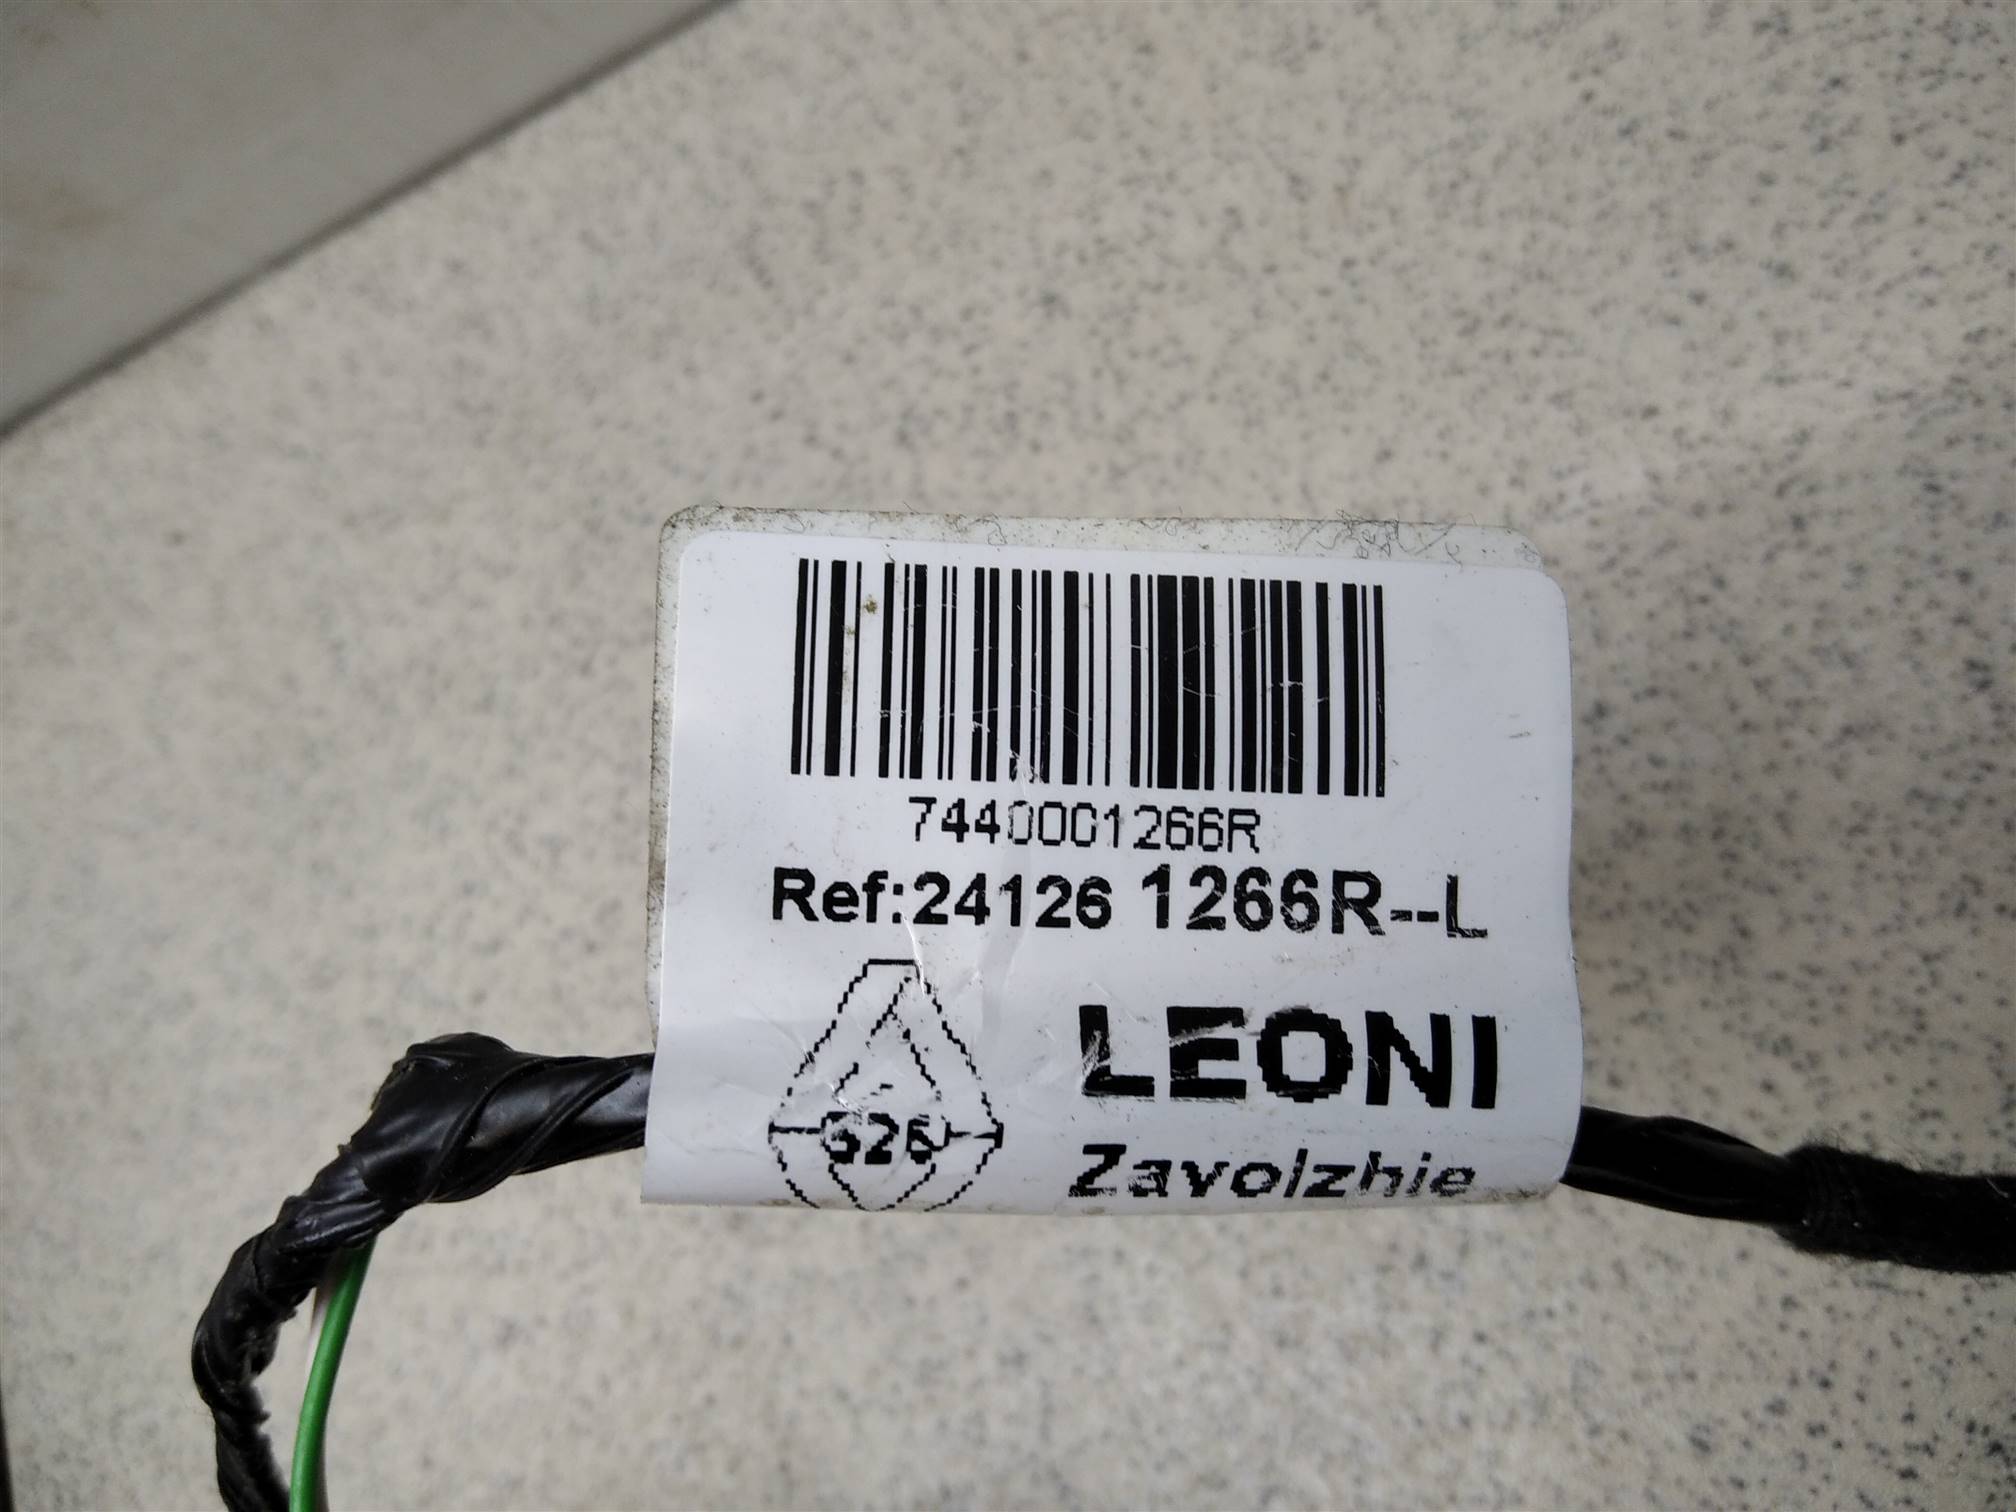 7440001266R
Ref:24126 1266R--L
LEONI
Zavolzhie